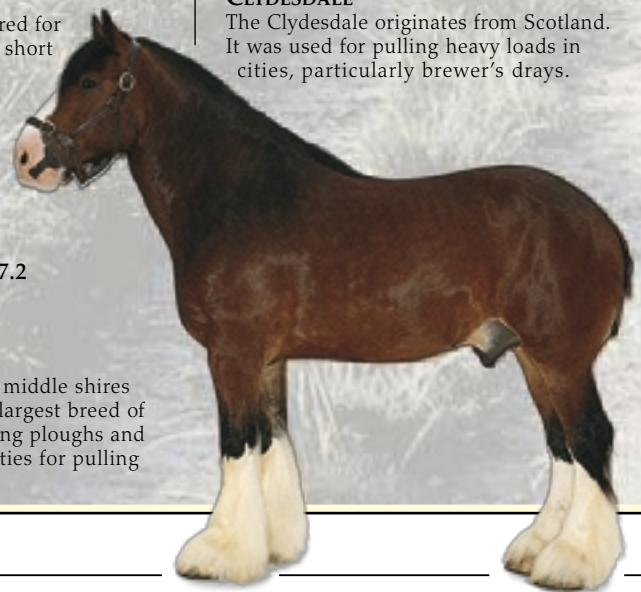 red for
short
CLYDESDALE
The Clydesdale originates from Scotland.
It was used for pulling heavy loads in
cities, particularly brewer's drays.
7.2
middle shires
largest breed of
ng ploughs and
ties for pulling